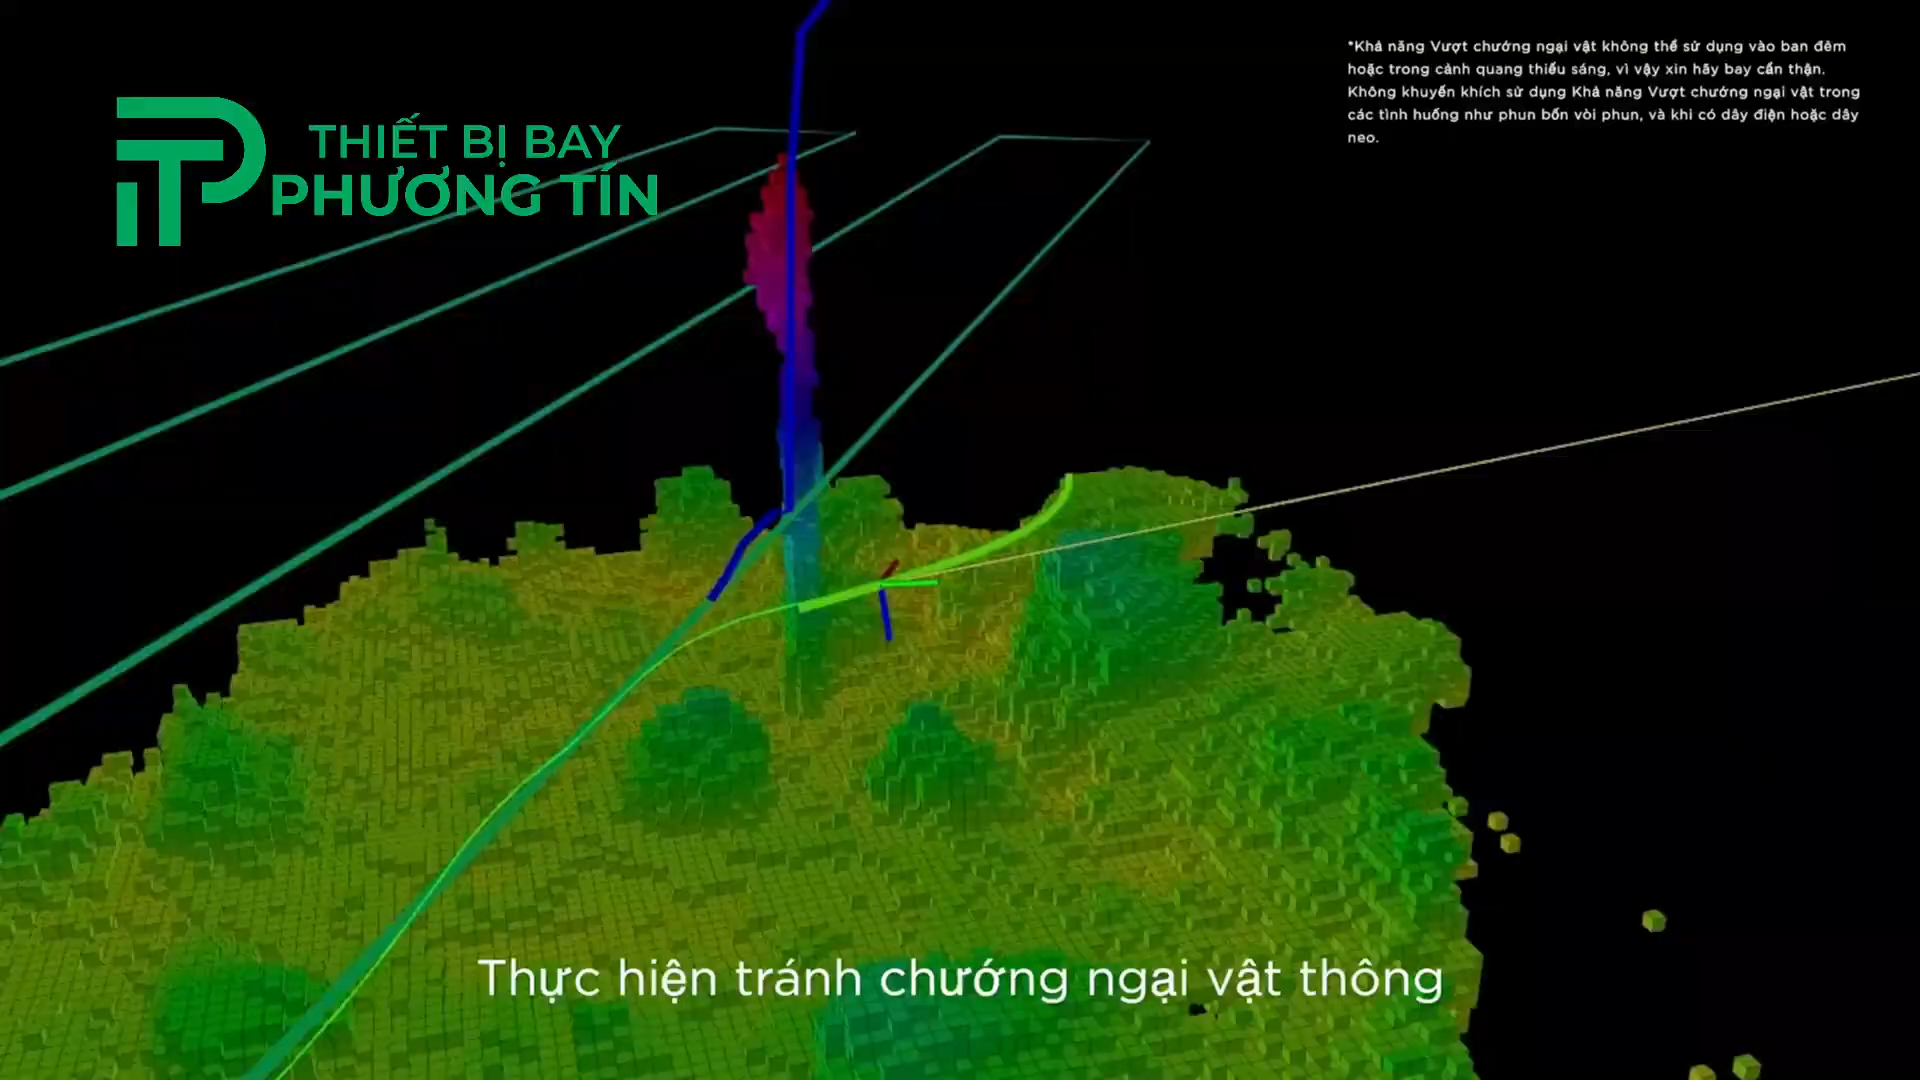 THIẾT BỊ BAY
PHƯƠNG TÍN
*Khả năng Vượt chướng ngại vật không thể sử dụng vào ban đêm
hoặc trong cảnh quang thiếu sáng, vì vậy xin hãy bay cẩn thận.
Không khuyến khích sử dụng Khả năng Vượt chướng ngại vật trong
các tình huống như phun bốn vòi phun, và khi có dây điện hoặc dây
neo.
Thực hiện tránh chướng ngại vật thông